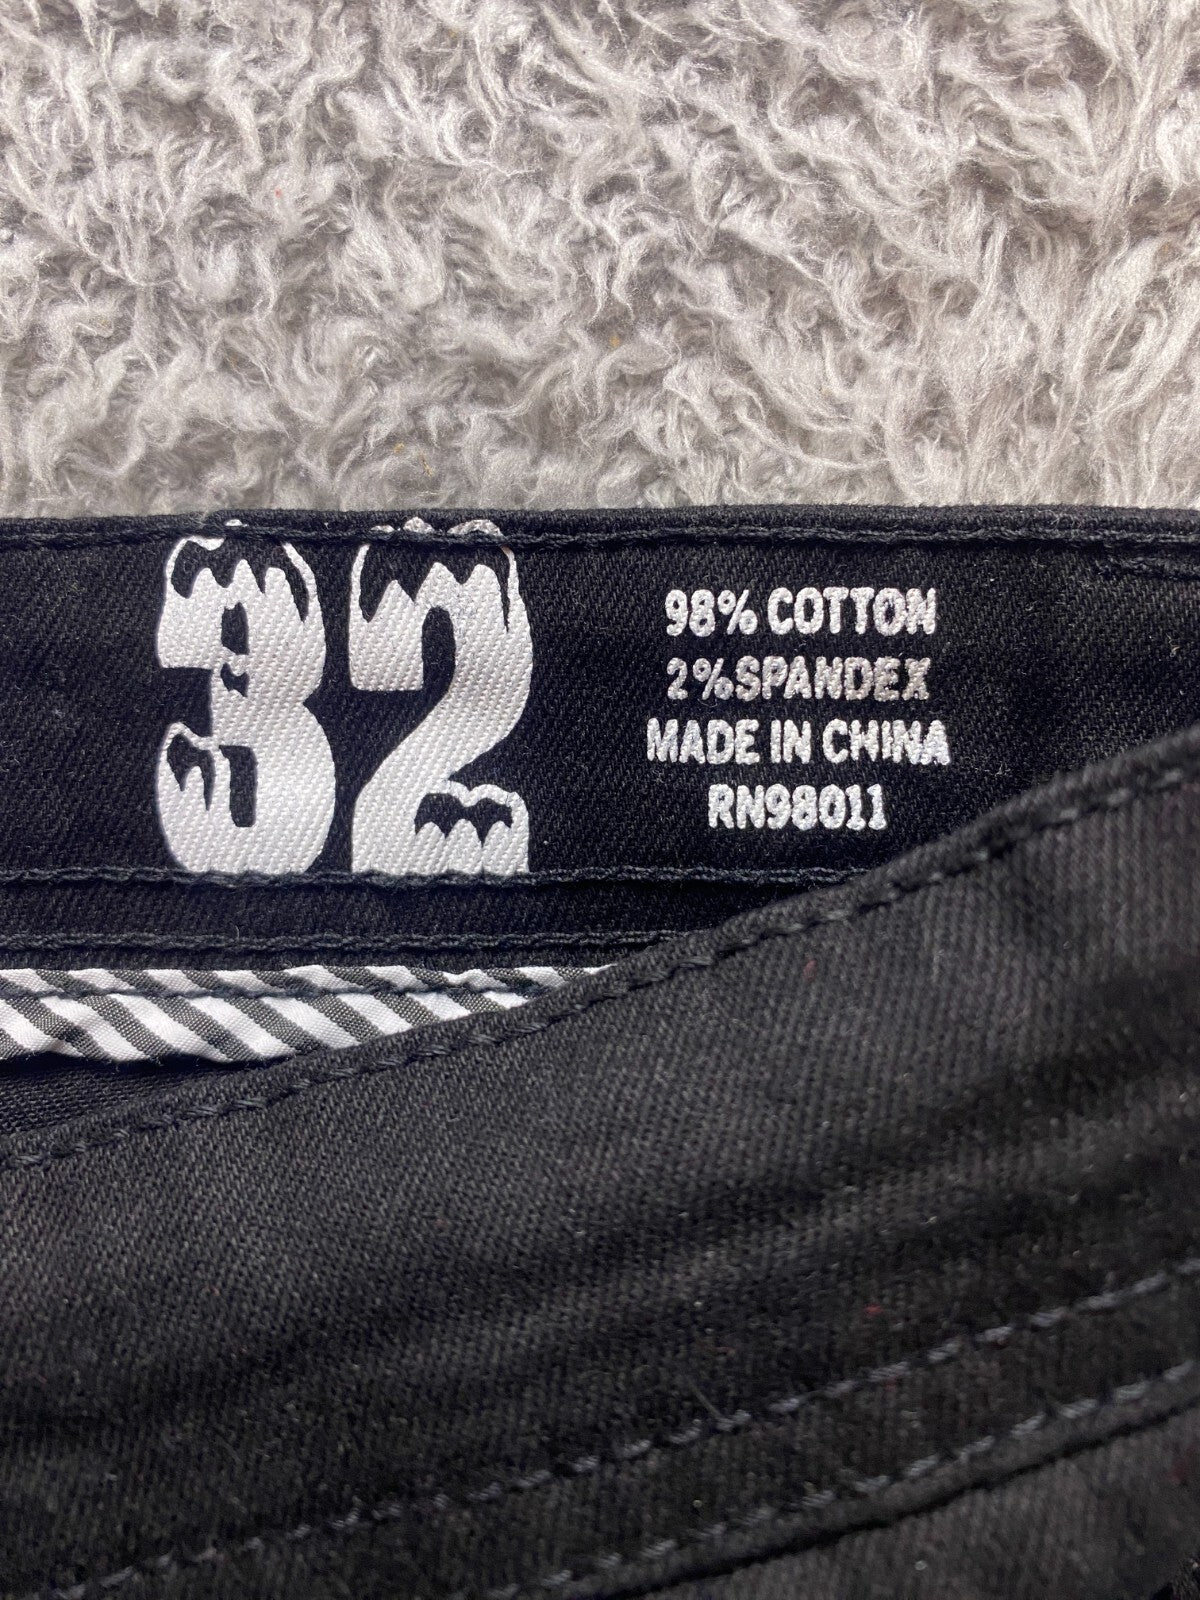 32
98% COTTON
2%SPANDEX
MADE IN CHINA
RN98011